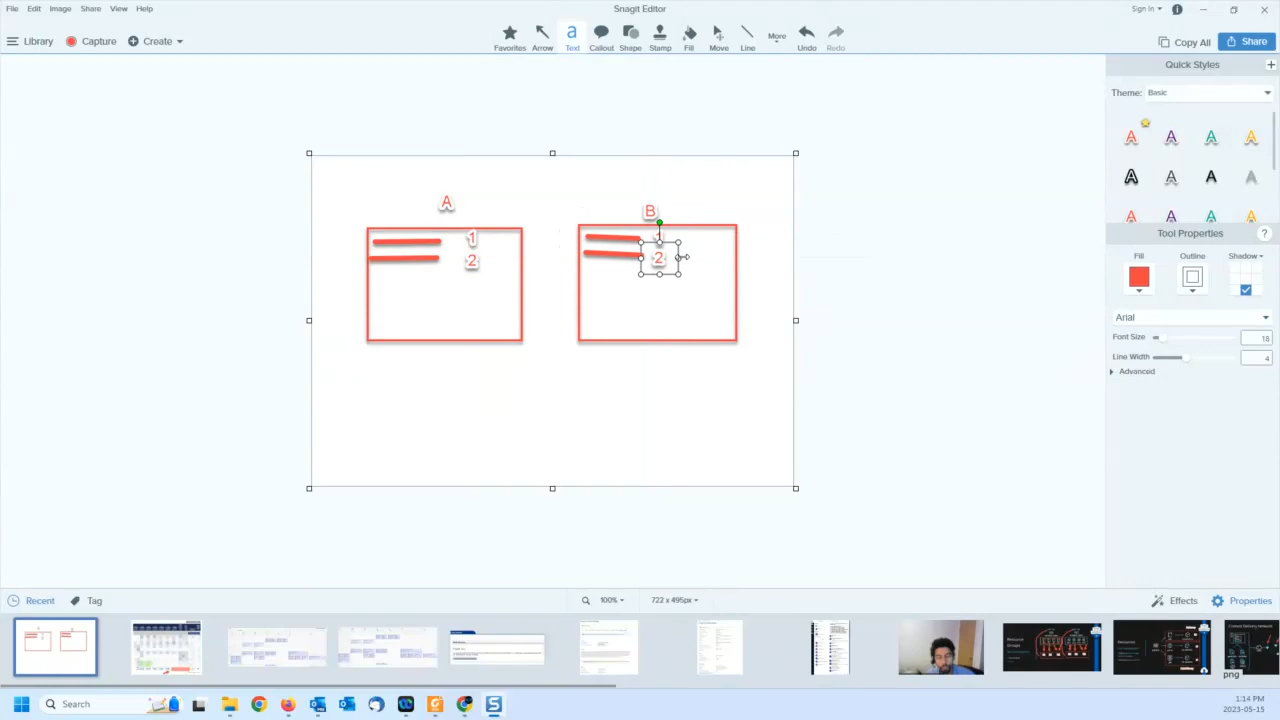 File Edit Image Share View Help
Snagit Editor
Sign In
Library Capture Create
Favorites Arrow Text Callout Shape Stamp Fill Move Line More Undo Redo
Copy All Share
Quick Styles
Theme: Basic
A A A A
A A A A
A A A A
Tool Properties ?
Fill Outline Shadow
Arial
Font Size 18
Line Width 4
Advanced
A
1
2
B
1
2
Recent Tag
100% 722 x 495px
Effects Properties
png
Search
1:14 PM
2023-05-15